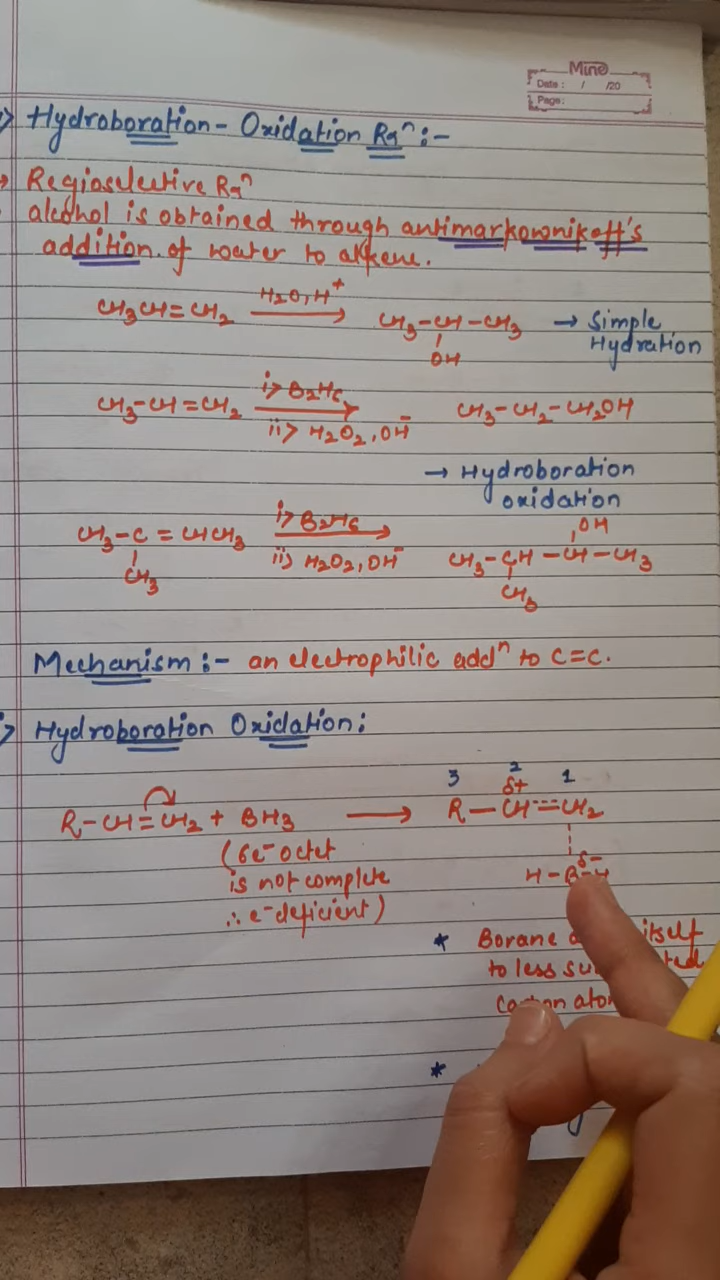 Mine
Date : / /20
Page:
Hydroboration - Oxidation Rqⁿ :-
Regioselective Rqⁿ
alcohol is obtained through antimarkownikoff's
addition of water to alkene.
CH3CH=CH2 H2O, H⁺ CH3-CH-CH3 → Simple
OH Hydration
CH3-CH=CH2 i> B2H6 CH3-CH2-CH2OH
ii> H2O2, OH⁻
→ Hydroboration
oxidation
CH3-C=CHCH3 i> B2H6 OH
CH3 ii> H2O2, OH⁻ CH3-CH-CH-CH3
CH3
Mechanism :- an electrophilic addⁿ to C=C.
Hydroboration Oxidation :
3 2 1
δ+
R-CH=CH2 + BH3 → R-CH=CH2
(6e⁻ octet δ-
is not complete H-B-H
∴ e⁻ deficient)
* Borane itself
to less
*